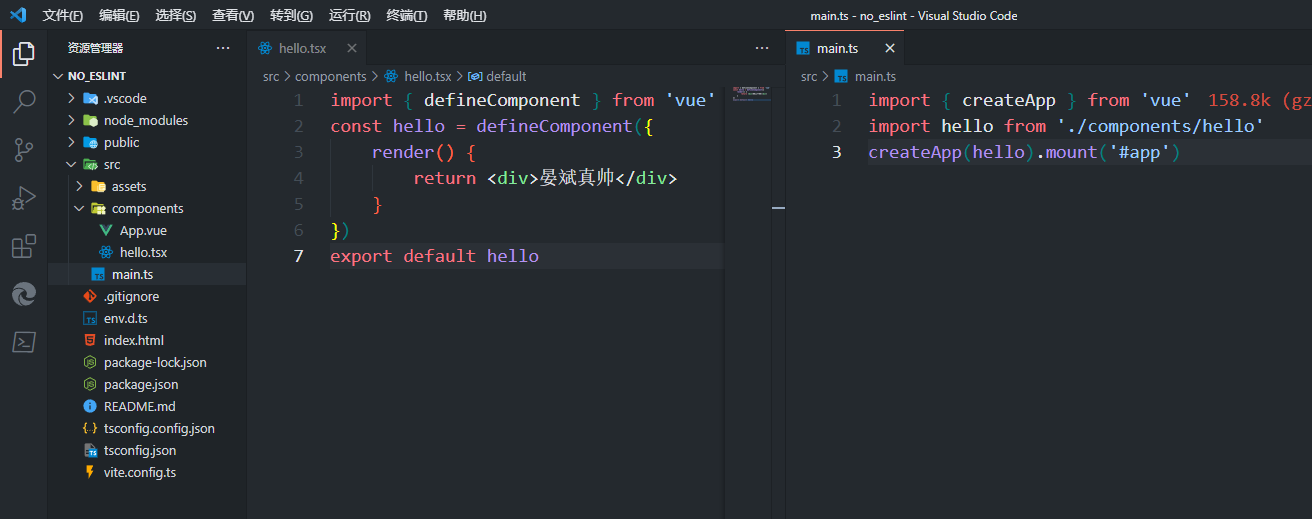 文件(F) 编辑(E) 选择(S) 查看(V) 转到(G) 运行(R) 终端(T) 帮助(H) main.ts - no_eslint - Visual Studio Code
资源管理器 ···
NO_ESLINT
.vscode
node_modules
public
src
assets
components
App.vue
hello.tsx
main.ts
.gitignore
env.d.ts
index.html
package-lock.json
package.json
README.md
tsconfig.config.json
tsconfig.json
vite.config.ts
hello.tsx ···
src > components > hello.tsx > default
1 import { defineComponent } from 'vue'
2 const hello = defineComponent({
3 render() {
4 return <div>晏斌真帅</div>
5 }
6 })
7 export default hello
main.ts
src > main.ts
1 import { createApp } from 'vue' 158.8k (gz
2 import hello from './components/hello'
3 createApp(hello).mount('#app')